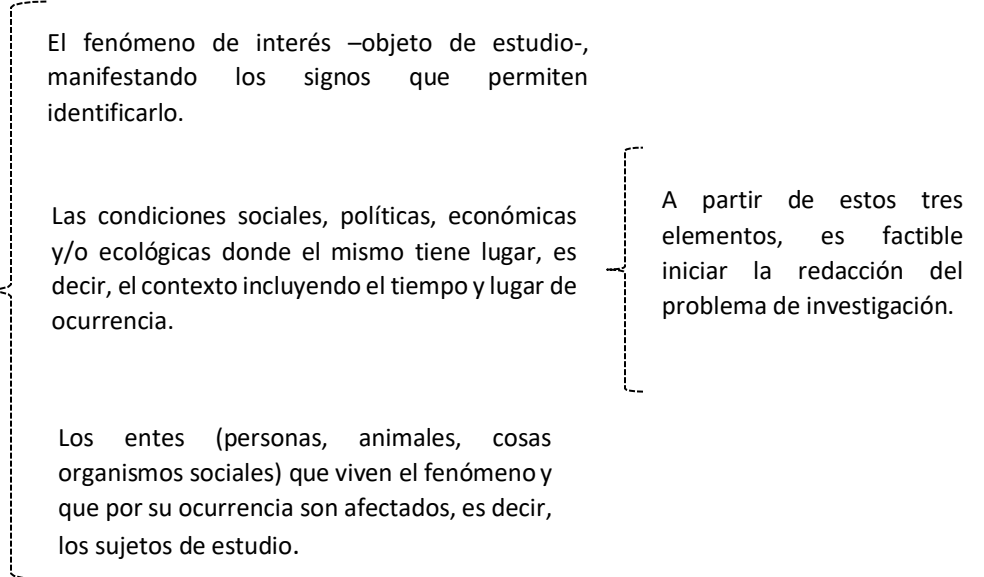 El fenómeno de interés –objeto de estudio-,
manifestando los signos que permiten
identificarlo.
Las condiciones sociales, políticas, económicas
y/o ecológicas donde el mismo tiene lugar, es
decir, el contexto incluyendo el tiempo y lugar de
ocurrencia.
Los entes (personas, animales, cosas
organismos sociales) que viven el fenómeno y
que por su ocurrencia son afectados, es decir,
los sujetos de estudio.
A partir de estos tres
elementos, es factible
iniciar la redacción del
problema de investigación.